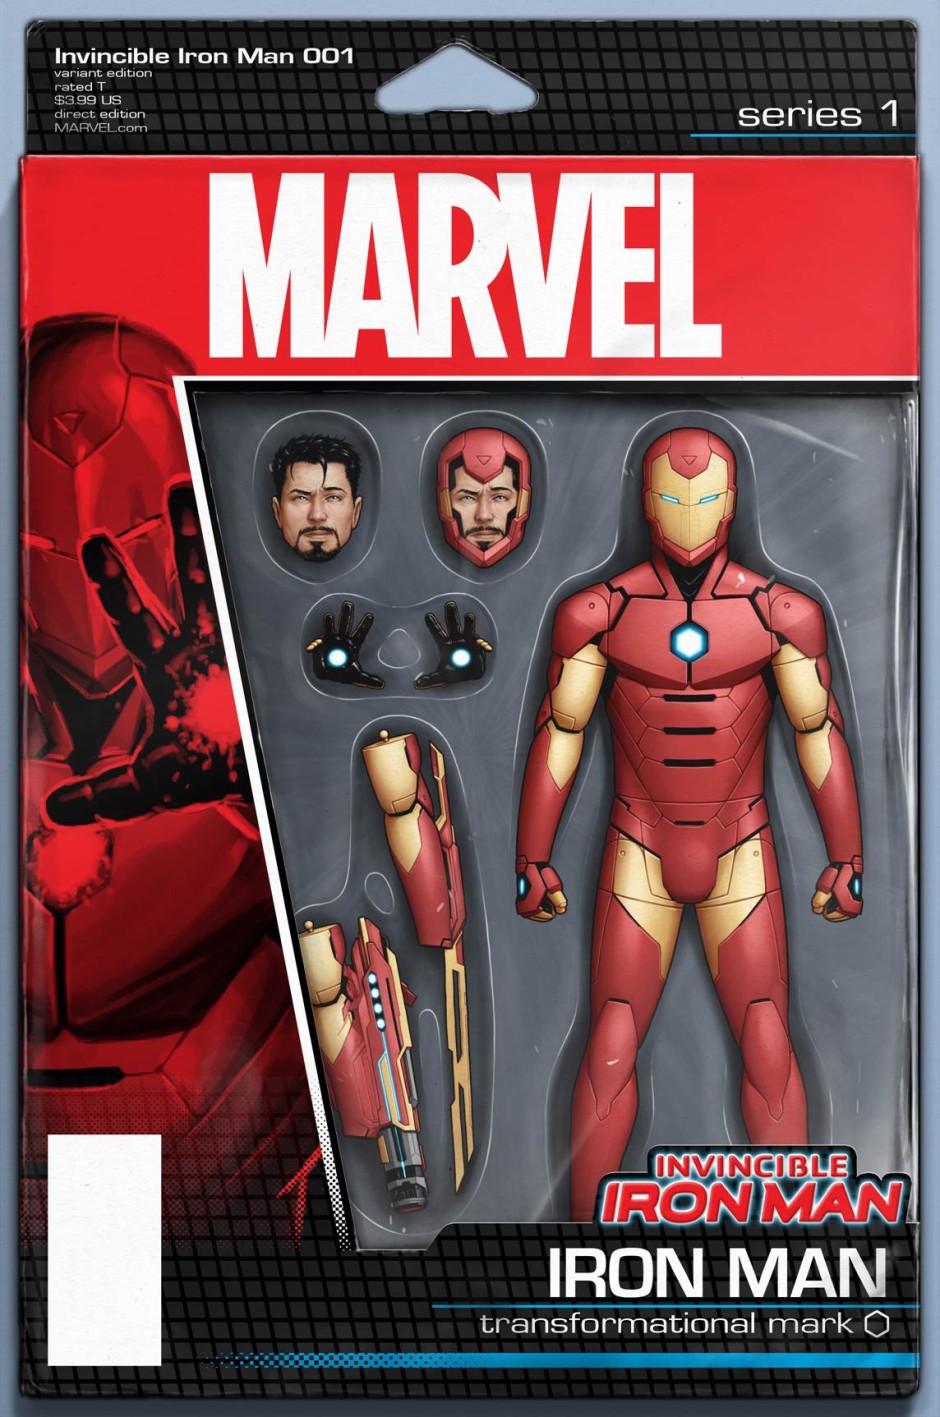 Invincible Iron Man 001
variant edition
rated T
$3.99 US
direct edition
MARVEL.com
series 1
MARVEL
INVINCIBLE
IRON MAN
IRON MAN
transformational mark